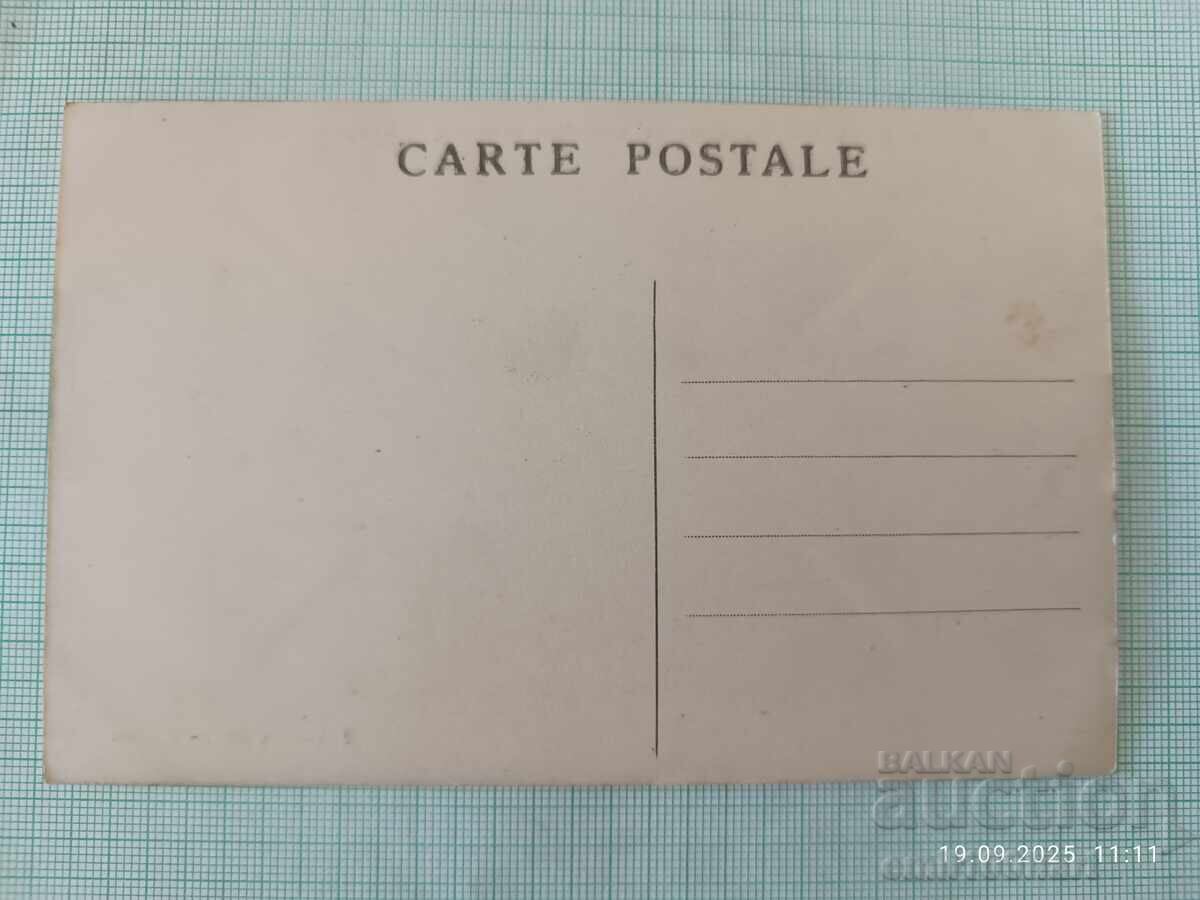 CARTE POSTALE
BALKAN
auction
19.09.2025 11:11